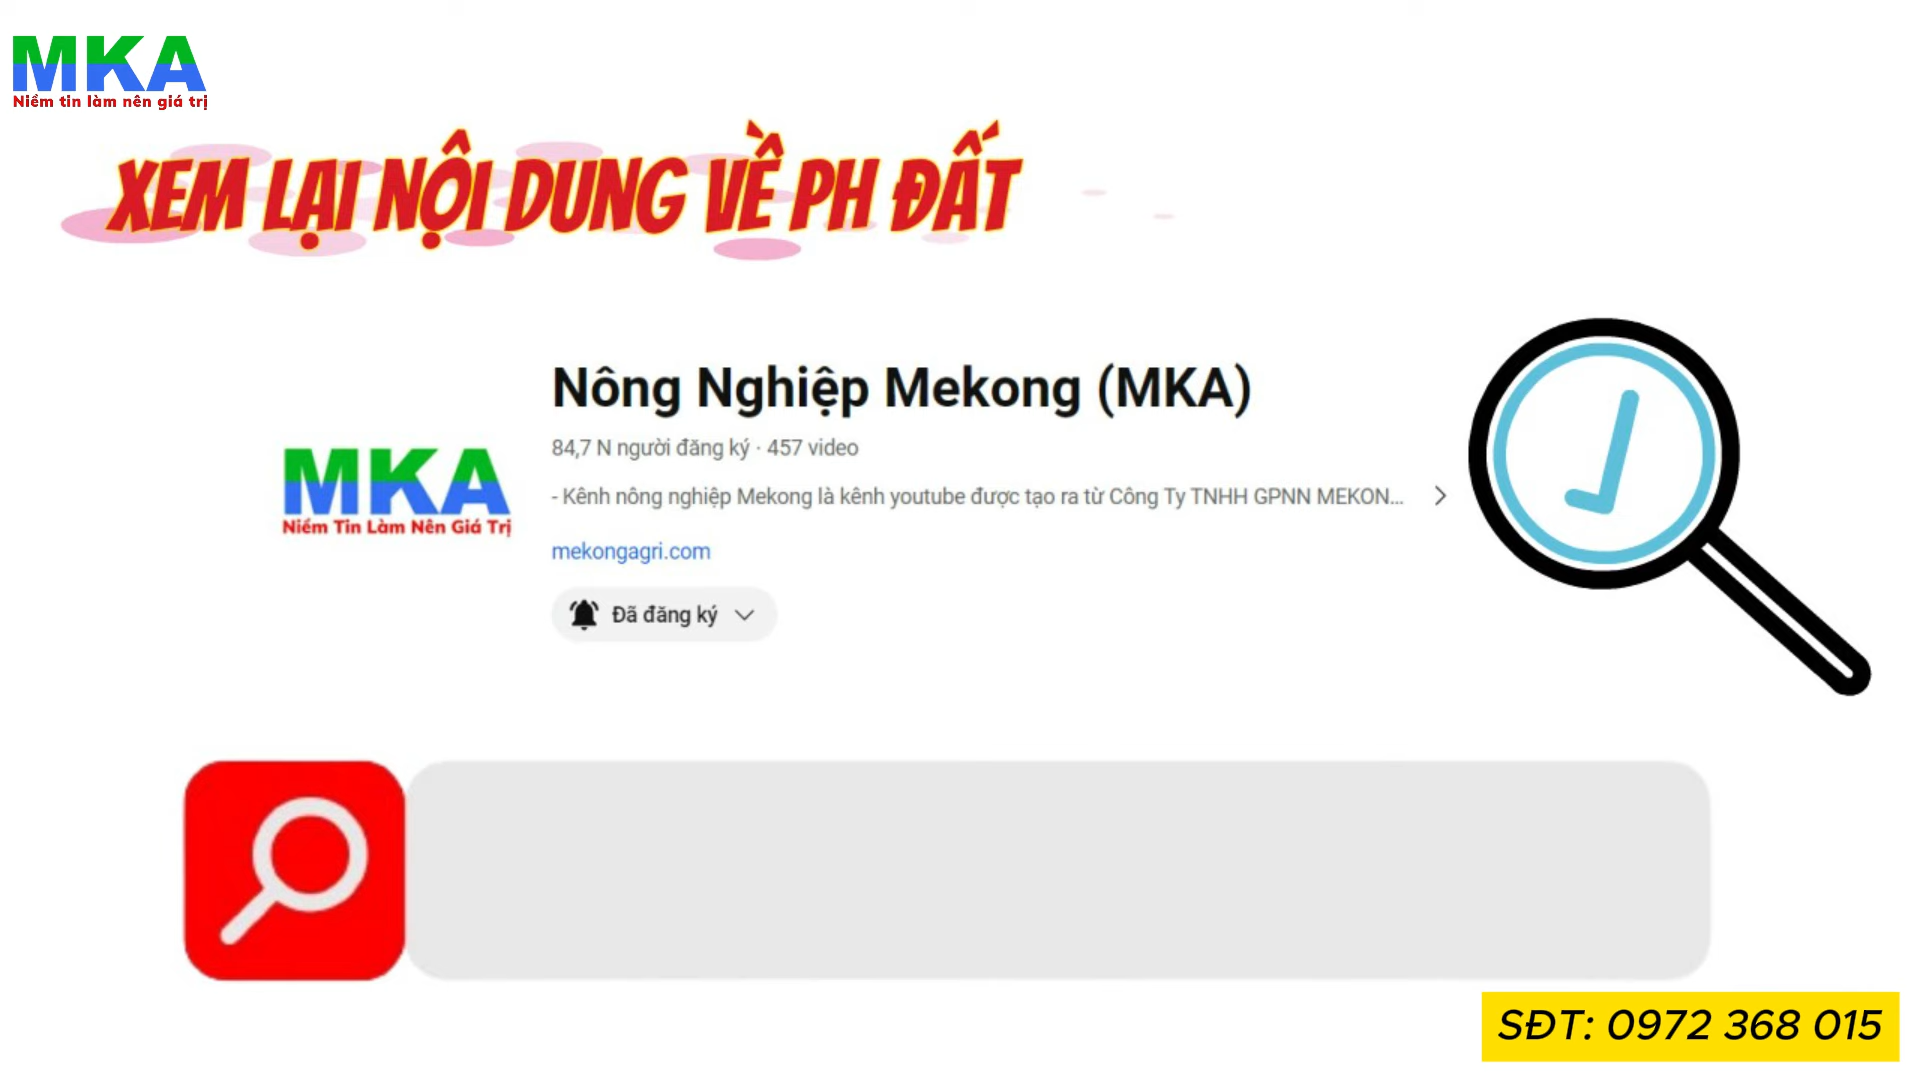 MKA
Niềm tin làm nên giá trị
XEM LẠI NỘI DUNG VỀ PH ĐẤT
Nông Nghiệp Mekong (MKA)
84,7 N người đăng ký · 457 video
- Kênh nông nghiệp Mekong là kênh youtube được tạo ra từ Công Ty TNHH GPNN MEKON...
MKA
Niềm Tin Làm Nên Giá Trị
mekongagri.com
Đã đăng ký
SĐT: 0972 368 015